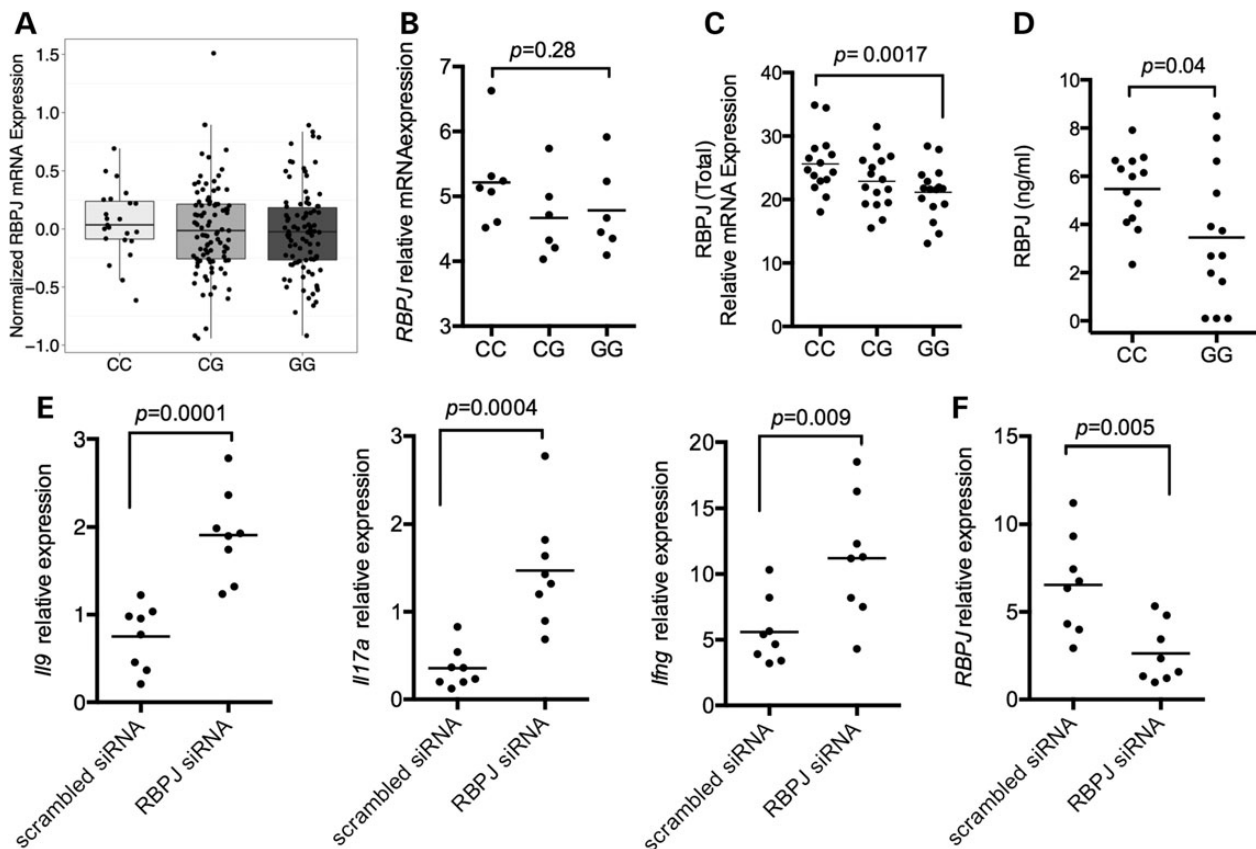 A
Normalized RBPJ mRNA Expression
1.5
1.0
0.5
0.0
−0.5
−1.0
CC
CG
GG
B
p=0.28
RBPJ relative mRNAexpression
7
6
5
4
3
CC
CG
GG
C
p= 0.0017
RBPJ (Total)
Relative mRNA Expression
40
30
20
10
0
CC
CG
GG
D
p=0.04
RBPJ (ng/ml)
10
8
6
4
2
0
CC
GG
E
p=0.0001
Il9 relative expression
3
2
1
0
scrambled siRNA
RBPJ siRNA
p=0.0004
Il17a relative expression
3
2
1
0
scrambled siRNA
RBPJ siRNA
p=0.009
Ifng relative expression
20
15
10
5
0
scrambled siRNA
RBPJ siRNA
F
p=0.005
RBPJ relative expression
15
10
5
0
scrambled siRNA
RBPJ siRNA